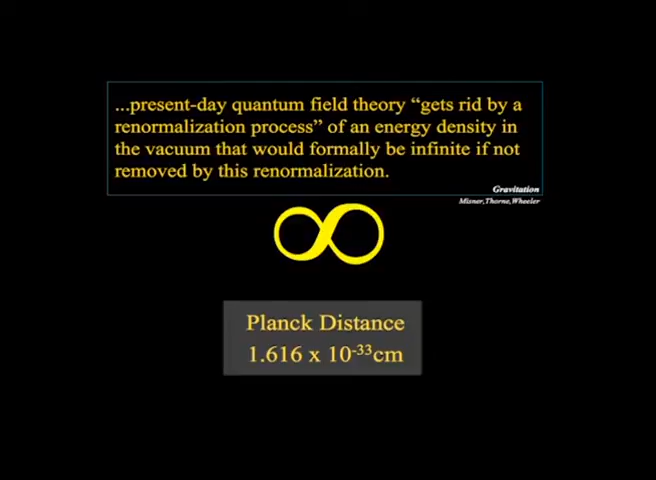 ...present-day quantum field theory “gets rid by a
renormalization process” of an energy density in
the vacuum that would formally be infinite if not
removed by this renormalization.
Gravitation
Misner,Thorne,Wheeler
∞
Planck Distance
1.616 x 10⁻³³cm